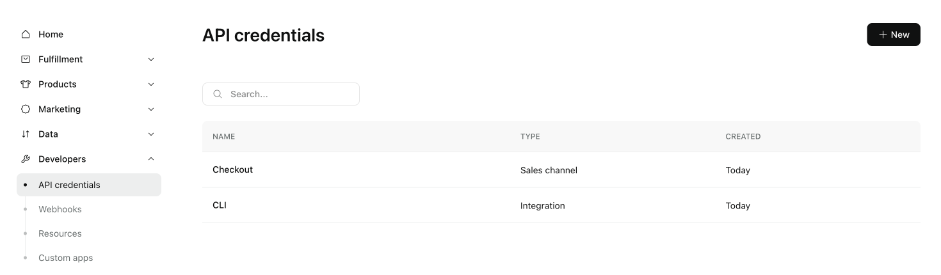 Home
Fulfillment
Products
Marketing
Data
Developers
API credentials
Webhooks
Resources
Custom apps
API credentials
+ New
Search...
NAME TYPE CREATED
Checkout Sales channel Today
CLI Integration Today